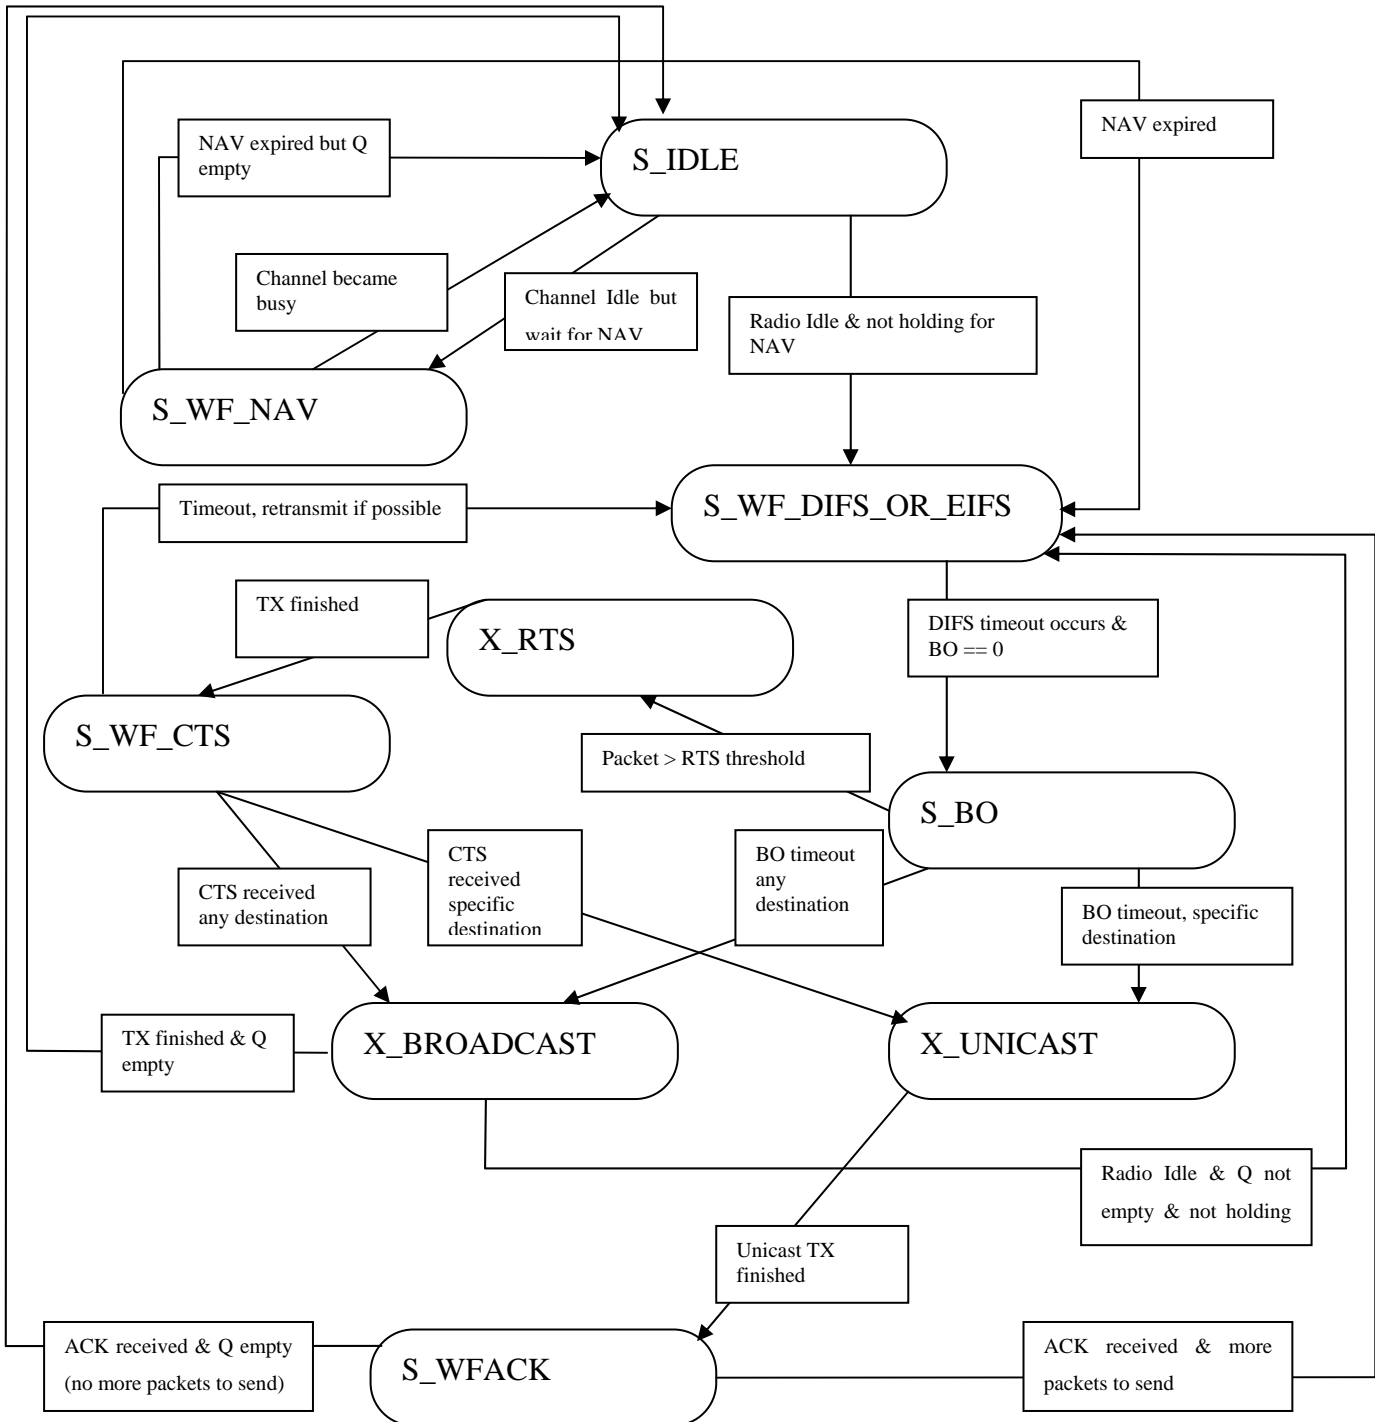 NAV expired but Q
empty
S_IDLE
NAV expired
Channel became
busy
Channel Idle but
wait for NAV
Radio Idle & not holding for
NAV
S_WF_NAV
Timeout, retransmit if possible
S_WF_DIFS_OR_EIFS
TX finished
X_RTS
DIFS timeout occurs &
BO == 0
S_WF_CTS
Packet > RTS threshold
S_BO
CTS received
any destination
CTS
received
specific
destination
BO timeout
any
destination
BO timeout, specific
destination
TX finished & Q
empty
X_BROADCAST
X_UNICAST
Radio Idle & Q not
empty & not holding
Unicast TX
finished
ACK received & Q empty
(no more packets to send)
S_WFACK
ACK received & more
packets to send